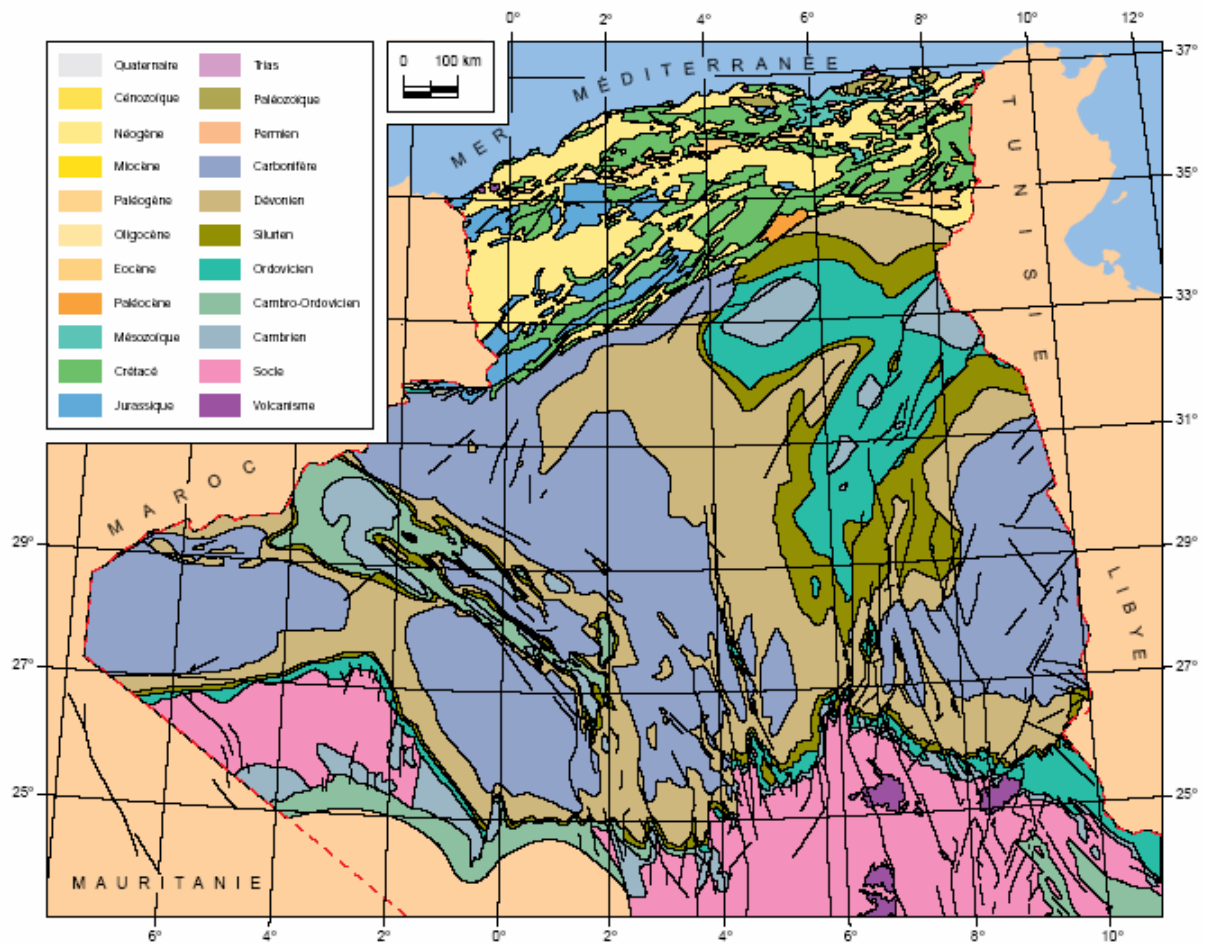 0° 2° 4° 6° 8° 10° 12°
37°
35°
33°
31°
29°
27°
25°
Quaternaire
Cénozoïque
Néogène
Miocène
Paléogène
Oligocène
Eocène
Paléocène
Mésozoïque
Crétacé
Jurassique
Trias
Paléozoïque
Permien
Carbonifère
Dévonien
Silurien
Ordovicien
Cambro-Ordovicien
Cambrien
Socle
Volcanisme
0 100 km
MER MÉDITERRANÉE
TUNISIE
MAROC
LIBYE
MAURITANIE
29°
27°
25°
6° 4° 2° 0° 2° 4° 6° 8° 10°